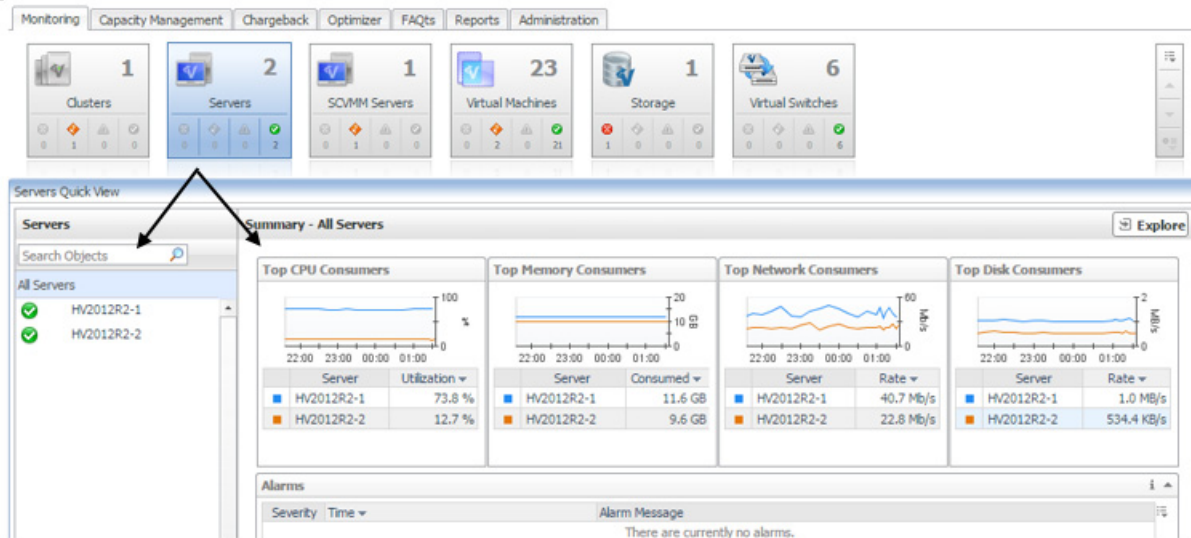 Monitoring Capacity Management Chargeback Optimizer FAQts Reports Administration
1 2 1 23 1 6
Clusters Servers SCVMM Servers Virtual Machines Storage Virtual Switches
0 1 0 0 0 0 0 2 0 1 0 0 0 2 0 21 1 0 0 0 0 0 0 6
Servers Quick View
Servers Summary - All Servers Explore
Search Objects
All Servers
HV2012R2-1
HV2012R2-2
Top CPU Consumers Top Memory Consumers Top Network Consumers Top Disk Consumers
100 20 60 2
% 10 GB Mb/s MB/s
0 0 0 0
22:00 23:00 00:00 01:00 22:00 23:00 00:00 01:00 22:00 23:00 00:00 01:00 22:00 23:00 00:00 01:00
Server Utilization Server Consumed Server Rate Server Rate
HV2012R2-1 73.8 % HV2012R2-1 11.6 GB HV2012R2-1 40.7 Mb/s HV2012R2-1 1.0 MB/s
HV2012R2-2 12.7 % HV2012R2-2 9.6 GB HV2012R2-2 22.8 Mb/s HV2012R2-2 534.4 KB/s
Alarms i
Severity Time Alarm Message
There are currently no alarms.